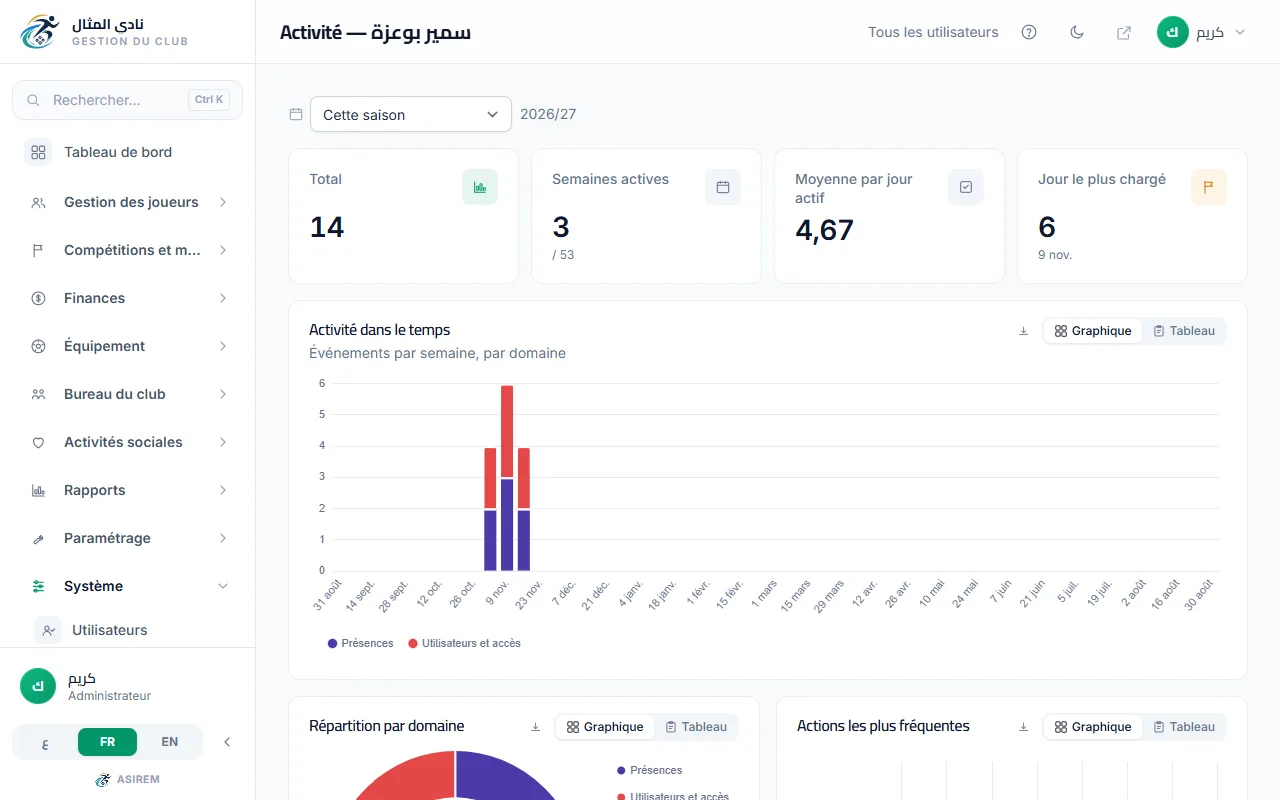 نادي المثال
GESTION DU CLUB
Rechercher...
Ctrl K
Tableau de bord
Gestion des joueurs
Compétitions et m...
Finances
Équipement
Bureau du club
Activités sociales
Rapports
Paramétrage
Système
Utilisateurs
ك
كريم
Administrateur
ع
FR
EN
ASIREM
Activité — سمير بوعزة
Tous les utilisateurs
ك
كريم
Cette saison
2026/27
Total
14
Semaines actives
3
/ 53
Moyenne par jour
actif
4,67
Jour le plus chargé
6
9 nov.
Activité dans le temps
Événements par semaine, par domaine
Graphique
Tableau
6
5
4
3
2
1
0
31 août
14 sept.
28 sept.
12 oct.
26 oct.
9 nov.
23 nov.
7 déc.
21 déc.
4 janv.
18 janv.
1 févr.
15 févr.
1 mars
15 mars
29 mars
12 avr.
26 avr.
10 mai
24 mai
7 juin
21 juin
5 juil.
19 juil.
2 août
16 août
30 août
Présences
Utilisateurs et accès
Répartition par domaine
Graphique
Tableau
Présences
Utilisateurs et accès
Actions les plus fréquentes
Graphique
Tableau